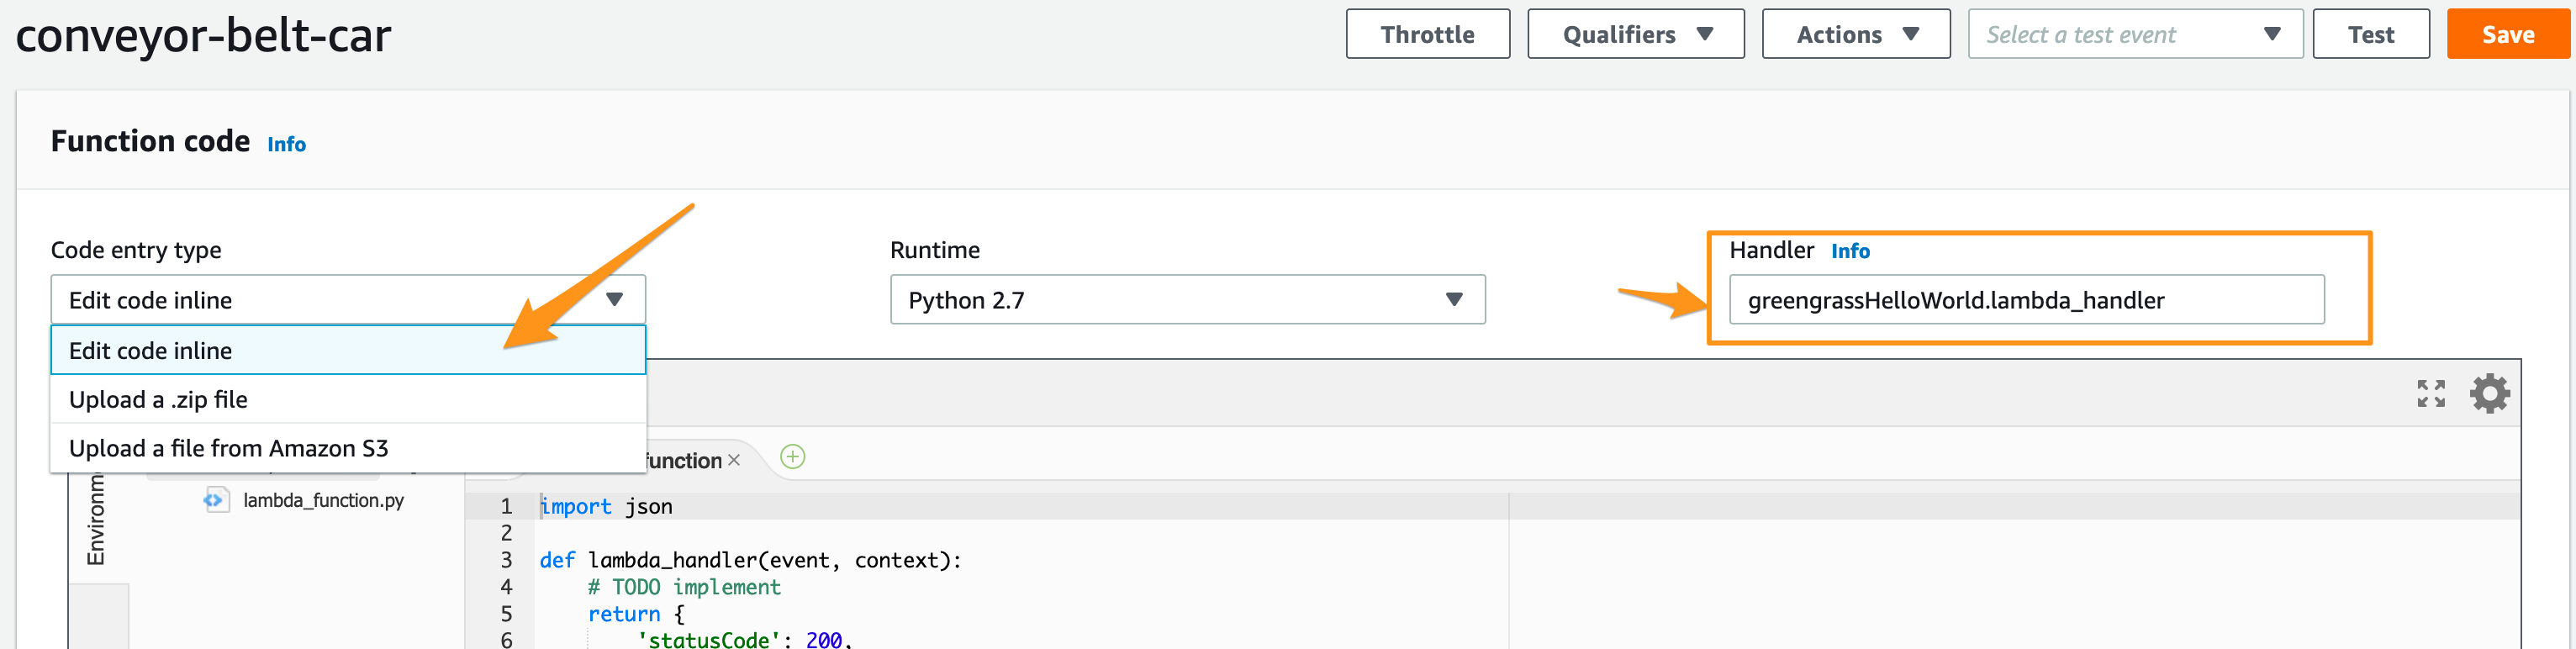 conveyor-belt-car
Throttle
Qualifiers
Actions
Select a test event
Test
Save
Function code Info
Code entry type
Edit code inline
Edit code inline
Upload a .zip file
Upload a file from Amazon S3
Runtime
Python 2.7
Handler Info
greengrassHelloWorld.lambda_handler
lambda_function.py
1 import json
2
3 def lambda_handler(event, context):
4 # TODO implement
5 return {
6 'statusCode': 200,